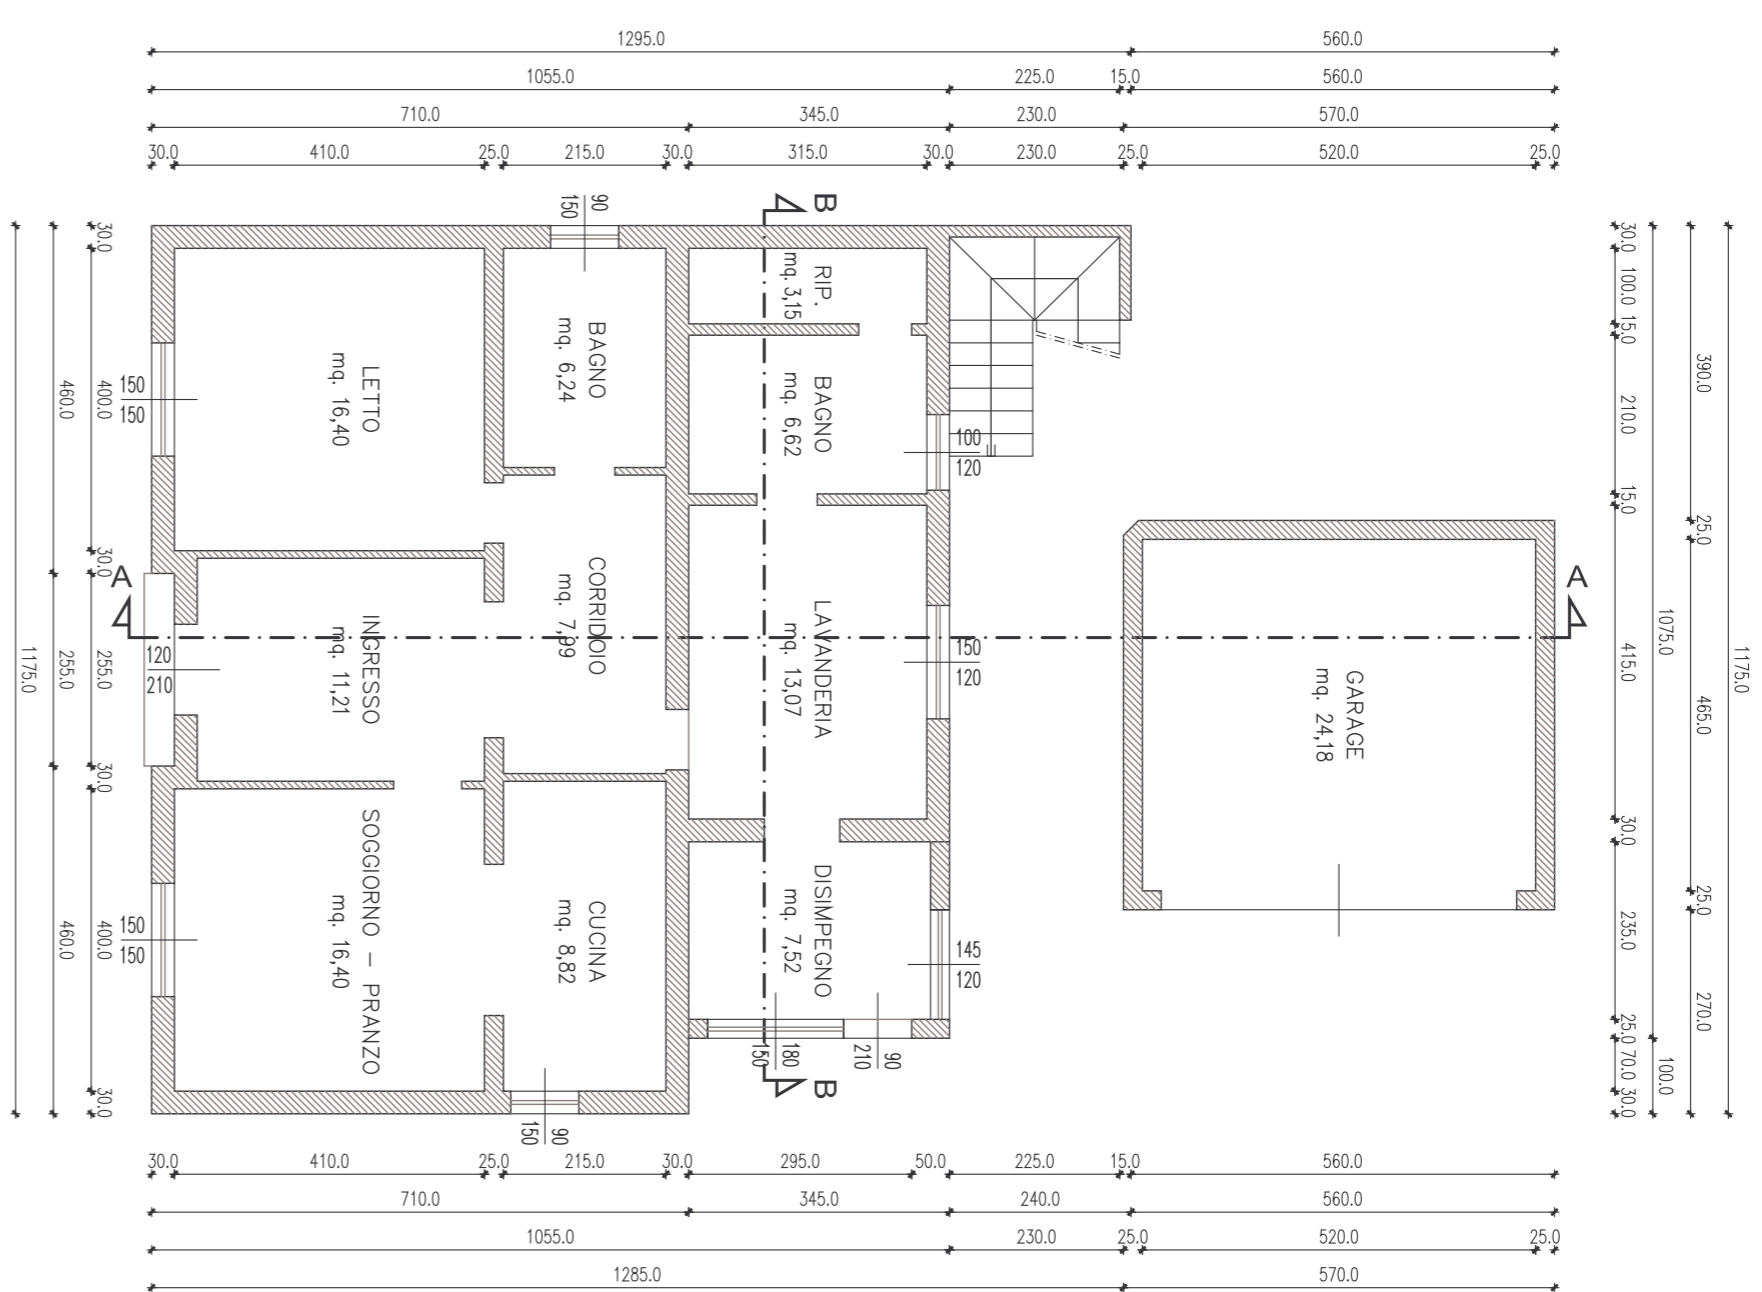 1295.0 560.0
1055.0 225.0 15.0 560.0
710.0 345.0 230.0 570.0
30.0 410.0 25.0 215.0 30.0 315.0 30.0 230.0 25.0 520.0 25.0
90
150
B
RIP.
mq. 3,15
LETTO
mq. 16,40
BAGNO
mq. 6,24
BAGNO
mq. 6,62
150
150
100
120
A
A
INGRESSO
mq. 11,21
CORRIDOIO
mq. 7,99
LAVANDERIA
mq. 13,07
120
210
150
120
GARAGE
mq. 24,18
SOGGIORNO – PRANZO
mq. 16,40
CUCINA
mq. 8,82
DISIMPEGNO
mq. 7,52
150
150
145
120
180
150
90
210
B
90
150
1175.0
460.0 255.0 460.0
30.0 400.0 30.0 255.0 30.0 400.0 30.0
30.0 100.0 15.0 210.0 15.0 415.0 30.0 235.0 25.0 70.0 30.0
1075.0 100.0
390.0 25.0 465.0 25.0 270.0
1175.0
30.0 410.0 25.0 215.0 30.0 295.0 50.0 225.0 15.0 560.0
710.0 345.0 240.0 560.0
1055.0 230.0 25.0 520.0 25.0
1285.0 570.0